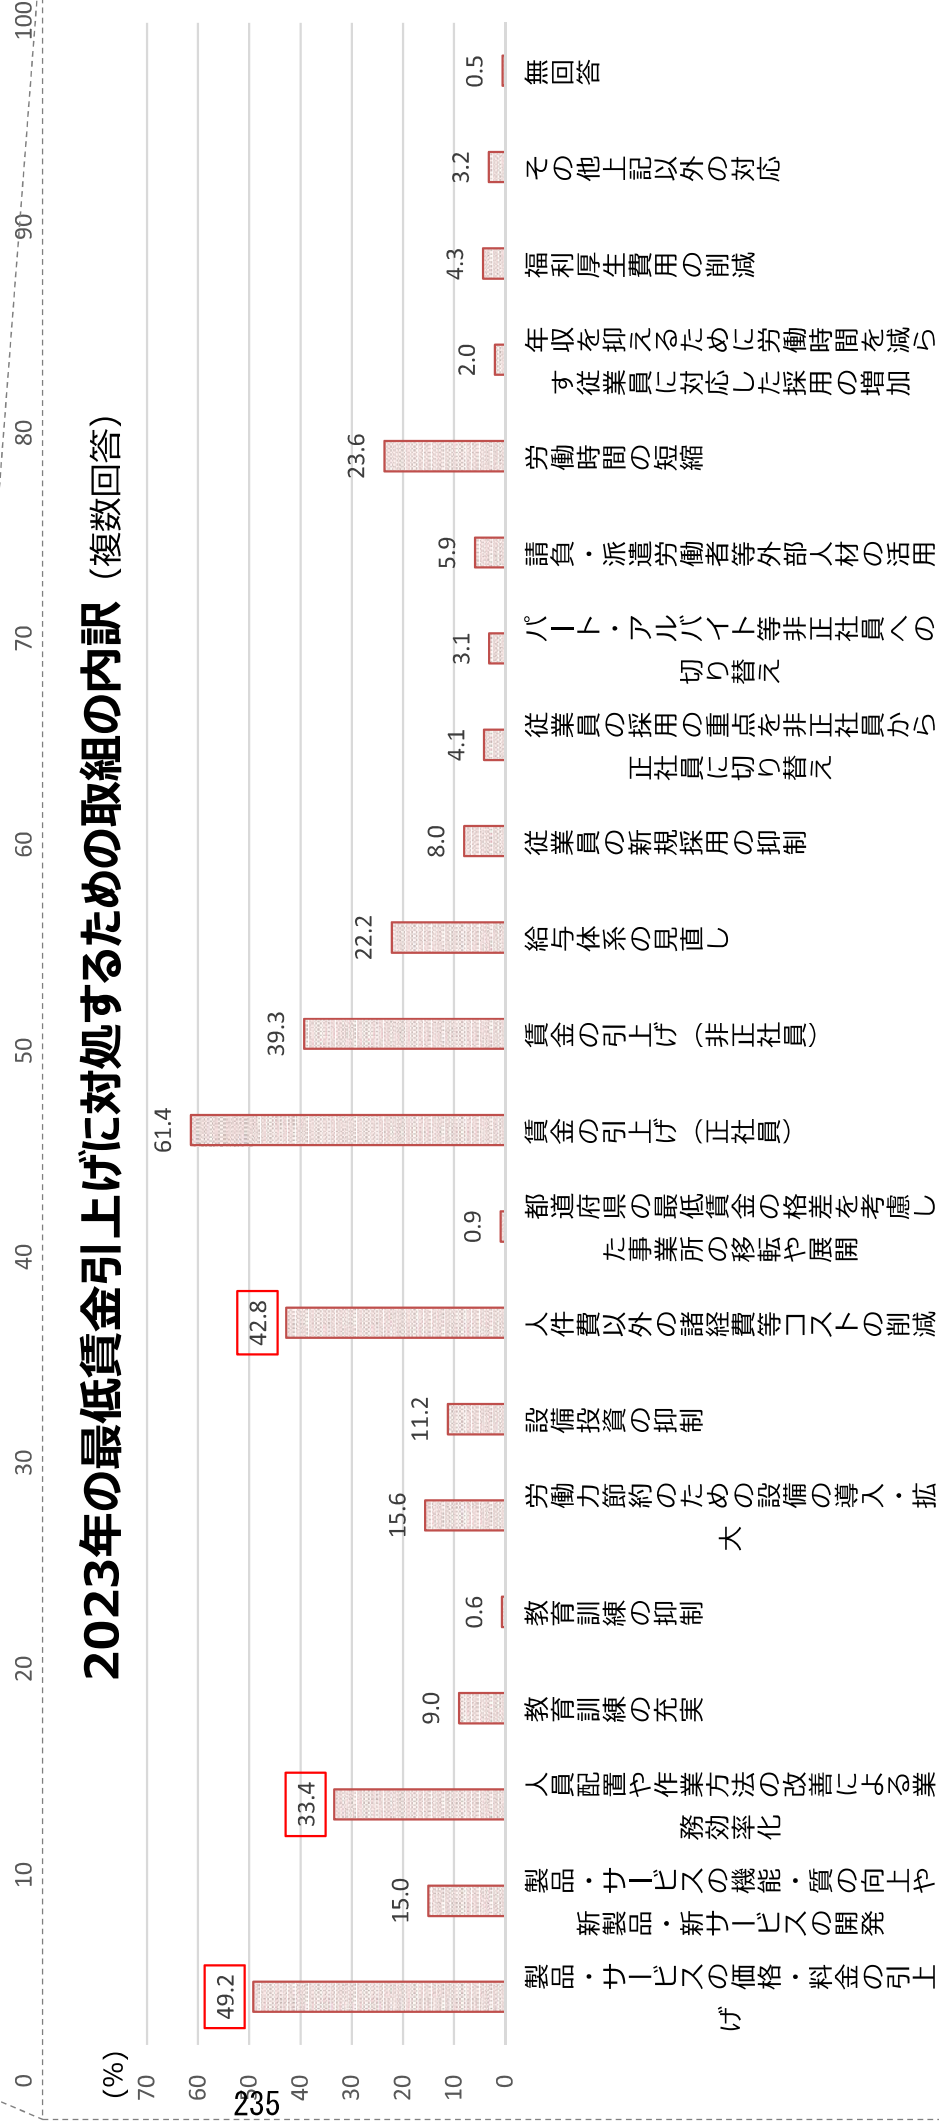 0 10 20 30 40 50 60 70 80 90 100
2023年の最低賃金引上げに対処するための取組の内訳（複数回答）
(%)
70
60
50
40
30
20
10
0
49.2
15.0
33.4
9.0
0.6
15.6
11.2
42.8
0.9
61.4
39.3
22.2
8.0
4.1
3.1
5.9
23.6
2.0
4.3
3.2
0.5
製品・サービスの価格・料金の引上
げ
製品・サービスの機能・質の向上や
新製品・新サービスの開発
人員配置や作業方法の改善による業
務効率化
教育訓練の充実
教育訓練の抑制
労働力節約のための設備の導入・拡
大
設備投資の抑制
人件費以外の諸経費等コストの削減
都道府県の最低賃金の格差を考慮し
た事業所の移転や展開
賃金の引上げ（正社員）
賃金の引上げ（非正社員）
給与体系の見直し
従業員の新規採用の抑制
従業員の採用の重点を非正社員から
正社員に切り替え
パート・アルバイト等非正社員への
切り替え
請負・派遣労働者等外部人材の活用
労働時間の短縮
年収を抑えるために労働時間を減ら
す従業員に対応した採用の増加
福利厚生費用の削減
その他上記以外の対応
無回答
235